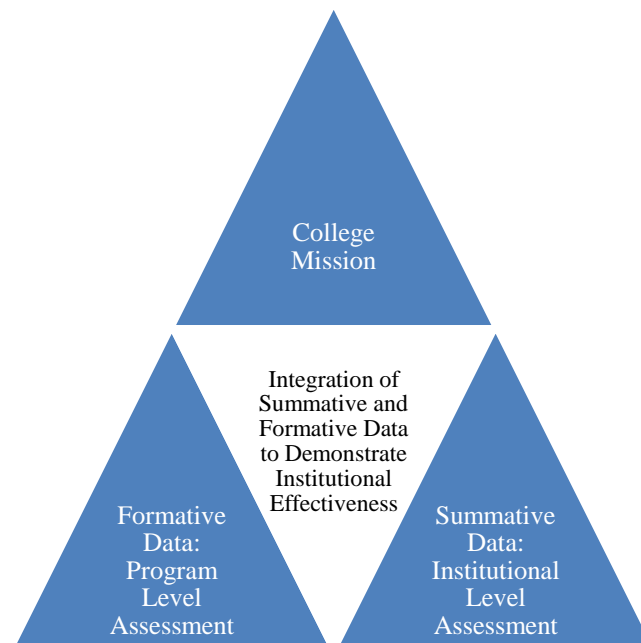 College
Mission
Integration of
Summative and
Formative Data
to Demonstrate
Institutional
Effectiveness
Formative
Data:
Program
Level
Assessment
Summative
Data:
Institutional
Level
Assessment